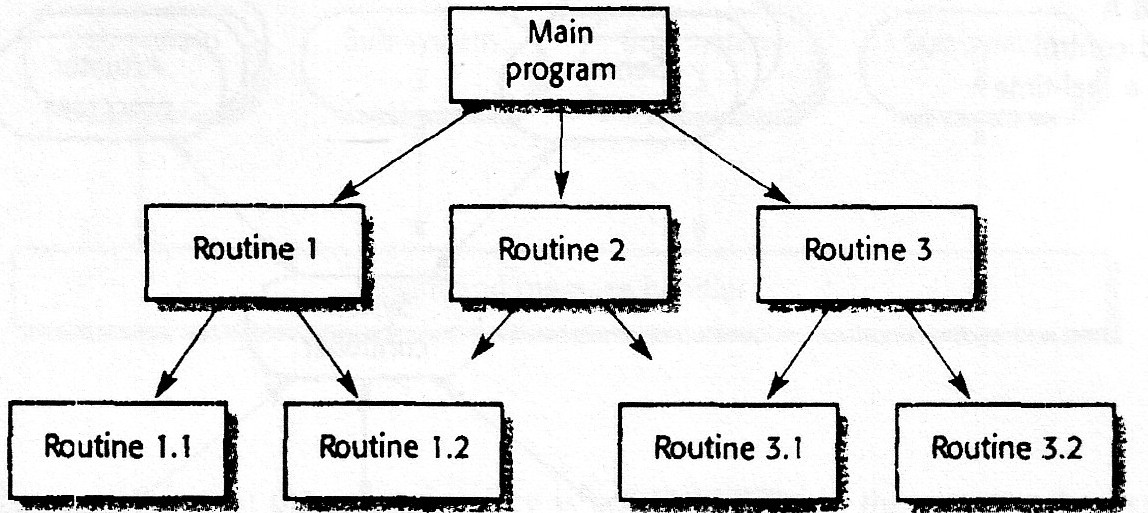 Main
program
Routine 1
Routine 2
Routine 3
Routine 1.1
Routine 1.2
Routine 3.1
Routine 3.2